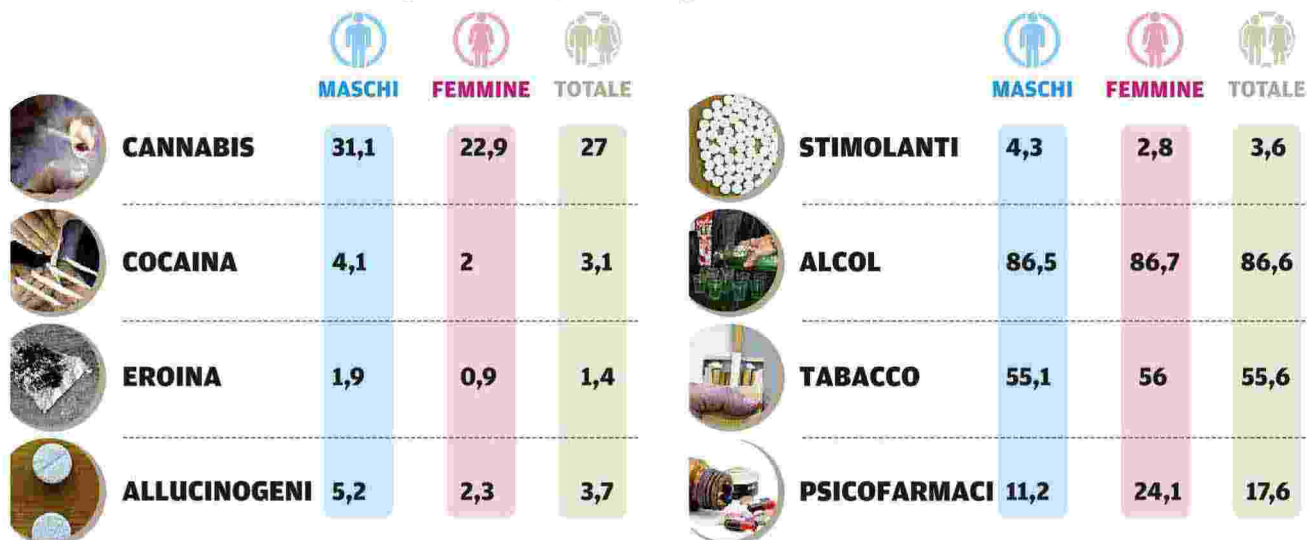 MASCHI FEMMINE TOTALE
CANNABIS 31,1 22,9 27
COCAINA 4,1 2 3,1
EROINA 1,9 0,9 1,4
ALLUCINOGENI 5,2 2,3 3,7
MASCHI FEMMINE TOTALE
STIMOLANTI 4,3 2,8 3,6
ALCOL 86,5 86,7 86,6
TABACCO 55,1 56 55,6
PSICOFARMACI 11,2 24,1 17,6